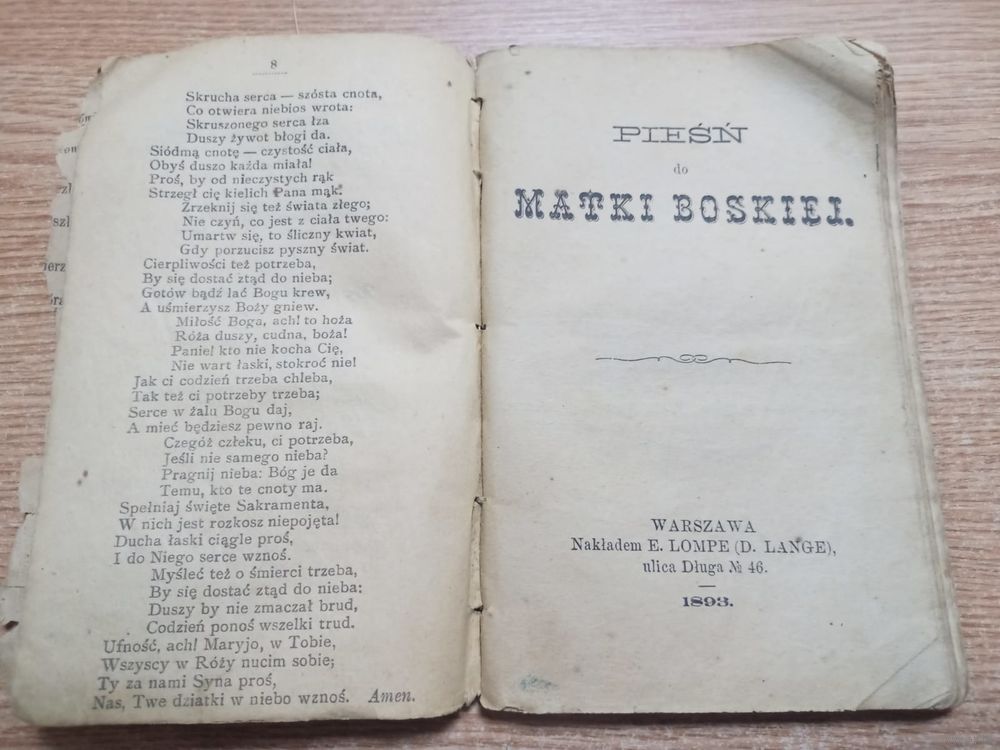 8
Skrucha serca — szósta cnota,
Co otwiera niebios wrota:
Skruszonego serca łza
Duszy żywot błogi da.
Siódmą cnotę — czystość ciała,
Obyś duszo każda miała!
Proś, by od nieczystych rąk
Strzegł cię kielich Pana mąk!
Zrzeknij się też świata złego;
Nie czyń, co jest z ciała twego:
Umartw się, to śliczny kwiat,
Gdy porzucisz pyszny świat.
Cierpliwości też potrzeba,
By się dostać ztąd do nieba;
Gotów bądź lać Bogu krew,
A uśmierzysz Boży gniew.
Miłość Boga, ach! to hoża
Róża duszy, cudna, boża!
Panie! kto nie kocha Cię,
Nie wart łaski, stokroć nie!
Jak ci codzień trzeba chleba,
Tak też ci potrzeby trzeba;
Serce w żalu Bogu daj,
A mieć będziesz pewno raj.
Czegóż człeku, ci potrzeba,
Jeśli nie samego nieba?
Pragnij nieba: Bóg je da
Temu, kto te cnoty ma.
Spełniaj święte Sakramenta,
W nich jest rozkosz niepojęta!
Ducha łaski ciągle proś,
I do Niego serce wznoś.
Myśleć też o śmierci trzeba,
By się dostać ztąd do nieba:
Duszy by nie zmaczał brud,
Codzień ponoś wszelki trud.
Ufność, ach! Maryjo, w Tobie,
Wszyscy w Róży nucim sobie;
Ty za nami Syna proś,
Nas, Twe dziatki w niebo wznoś. Amen.
PIEŚŃ
do
MATKI BOSKIEJ.
WARSZAWA
Nakładem E. LOMPE (D. LANGE),
ulica Długa № 46.
1893.